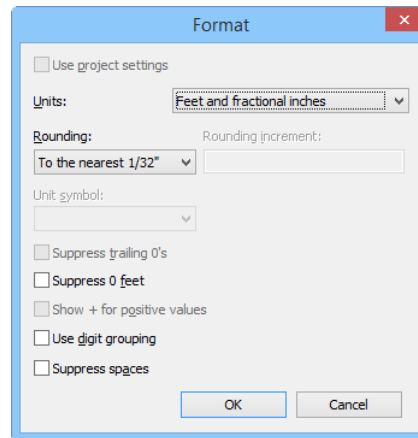 Format
Use project settings
Units: Feet and fractional inches
Rounding: Rounding increment:
To the nearest 1/32"
Unit symbol:
Suppress trailing 0's
Suppress 0 feet
Show + for positive values
Use digit grouping
Suppress spaces
OK Cancel